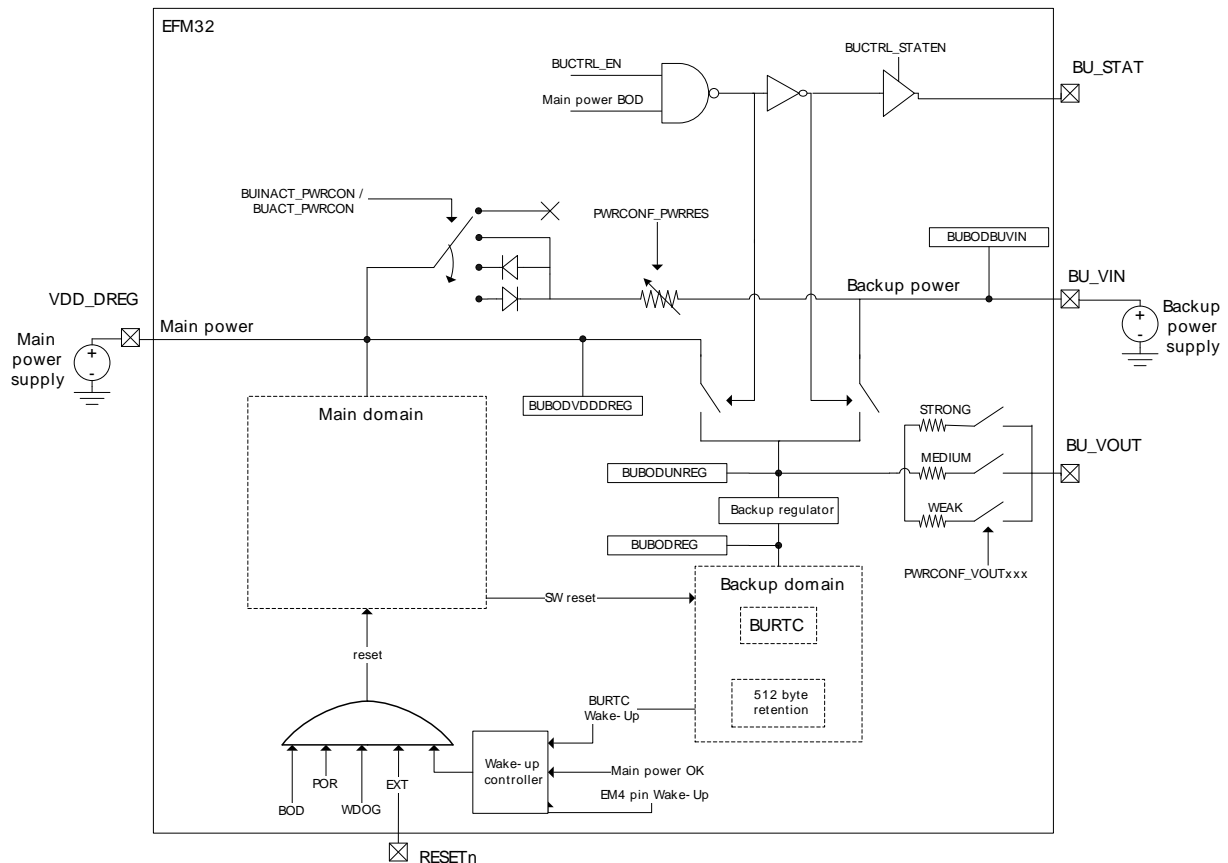 EFM32
BUCTRL_STATEN
BU_STAT
BUCTRL_EN
Main power BOD
BUINACT_PWRCON /
BUACT_PWRCON
PWRCONF_PWRRES
BUBODBUVIN
BU_VIN
Backup power
VDD_DREG
Main power
Main
power
supply
+
-
Backup
power
supply
+
-
Main domain
BUBODVDDDREG
STRONG
BU_VOUT
MEDIUM
BUBODUNREG
WEAK
Backup regulator
BUBODREG
PWRCONF_VOUTxxx
Backup domain
SW reset
BURTC
reset
512 byte
retention
BURTC
Wake-Up
Wake-up
controller
Main power OK
EM4 pin Wake-Up
BOD
POR
WDOG
EXT
RESETn